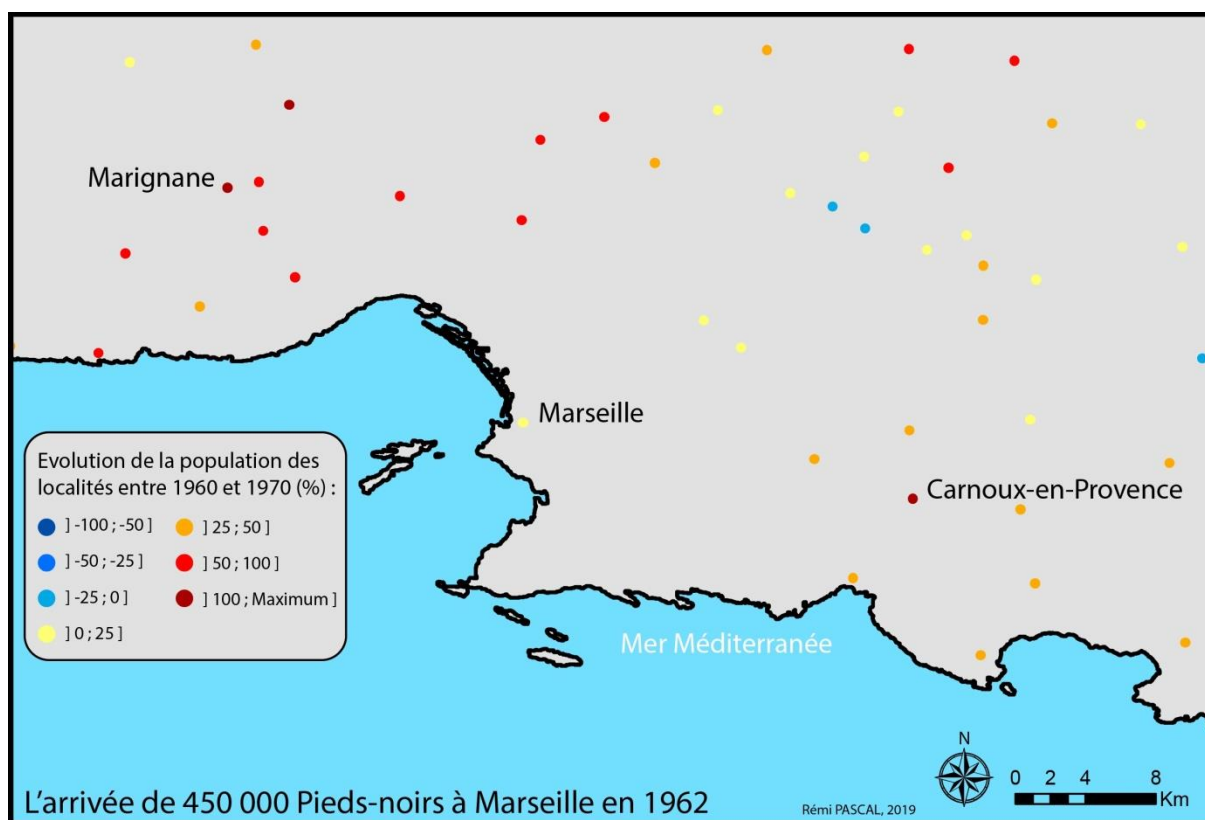 Marignane
Marseille
Evolution de la population des
localités entre 1960 et 1970 (%) :
] -100 ; -50 ]
] 25 ; 50 ]
] -50 ; -25 ]
] 50 ; 100 ]
] -25 ; 0 ]
] 100 ; Maximum ]
] 0 ; 25 ]
Carnoux-en-Provence
Mer Méditerranée
N
0 2 4 8
Km
L'arrivée de 450 000 Pieds-noirs à Marseille en 1962
Rémi PASCAL, 2019